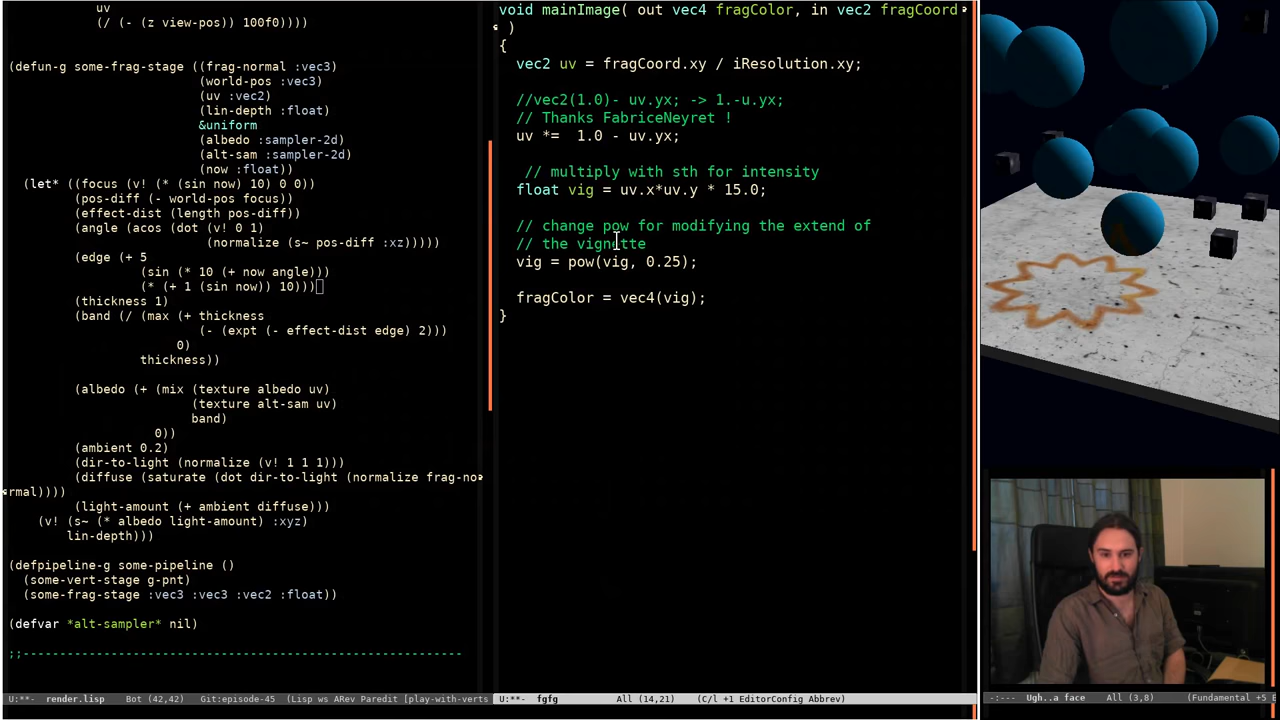 uv
(/ (- (z view-pos)) 100f0))))
(defun-g some-frag-stage ((frag-normal :vec3)
(world-pos :vec3)
(uv :vec2)
(lin-depth :float)
&uniform
(albedo :sampler-2d)
(alt-sam :sampler-2d)
(now :float))
(let* ((focus (v! (* (sin now) 10) 0 0))
(pos-diff (- world-pos focus))
(effect-dist (length pos-diff))
(angle (acos (dot (v! 0 1)
(normalize (s~ pos-diff :xz)))))
(edge (+ 5
(sin (* 10 (+ now angle)))
(* (+ 1 (sin now)) 10)))
(thickness 1)
(band (/ (max (+ thickness
(- (expt (- effect-dist edge) 2)))
0)
thickness))
(albedo (+ (mix (texture albedo uv)
(texture alt-sam uv)
band)
0))
(ambient 0.2)
(dir-to-light (normalize (v! 1 1 1)))
(diffuse (saturate (dot dir-to-light (normalize frag-no
rmal))))
(light-amount (+ ambient diffuse)))
(v! (s~ (* albedo light-amount) :xyz)
lin-depth)))
(defpipeline-g some-pipeline ()
(some-vert-stage g-pnt)
(some-frag-stage :vec3 :vec3 :vec2 :float))
(defvar *alt-sampler* nil)
;;------------------------------------------------------------
U:**- render.lisp Bot (42,42) Git:episode-45 (Lisp ws ARev Paredit [play-with-verts
void mainImage( out vec4 fragColor, in vec2 fragCoord
)
{
vec2 uv = fragCoord.xy / iResolution.xy;
//vec2(1.0)- uv.yx; -> 1.-u.yx;
// Thanks FabriceNeyret !
uv *= 1.0 - uv.yx;
// multiply with sth for intensity
float vig = uv.x*uv.y * 15.0;
// change pow for modifying the extend of
// the vignette
vig = pow(vig, 0.25);
fragColor = vec4(vig);
}
U:**- fgfg All (14,21) (C/l +1 EditorConfig Abbrev)
-:--- Ugh..a face All (3,8) (Fundamental +5 E